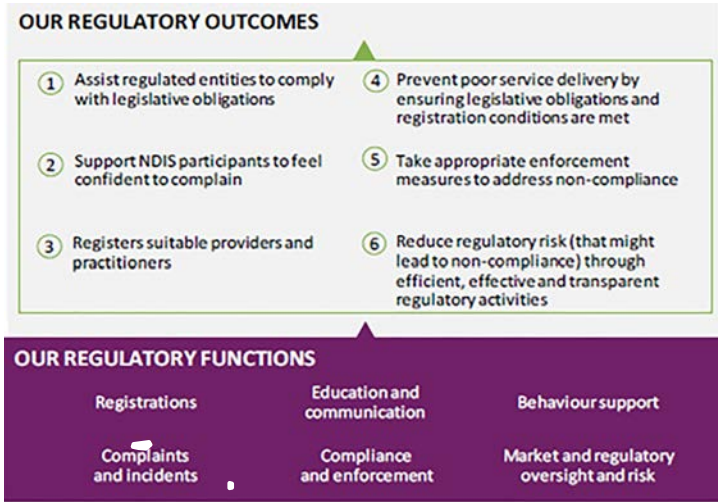 OUR REGULATORY OUTCOMES
1 Assist regulated entities to comply
with legislative obligations
2 Support NDIS participants to feel
confident to complain
3 Registers suitable providers and
practitioners
4 Prevent poor service delivery by
ensuring legislative obligations and
registration conditions are met
5 Take appropriate enforcement
measures to address non-compliance
6 Reduce regulatory risk (that might
lead to non-compliance) through
efficient, effective and transparent
regulatory activities
OUR REGULATORY FUNCTIONS
Registrations
Education and
communication
Behaviour support
Complaints
and incidents
Compliance
and enforcement
Market and regulatory
oversight and risk